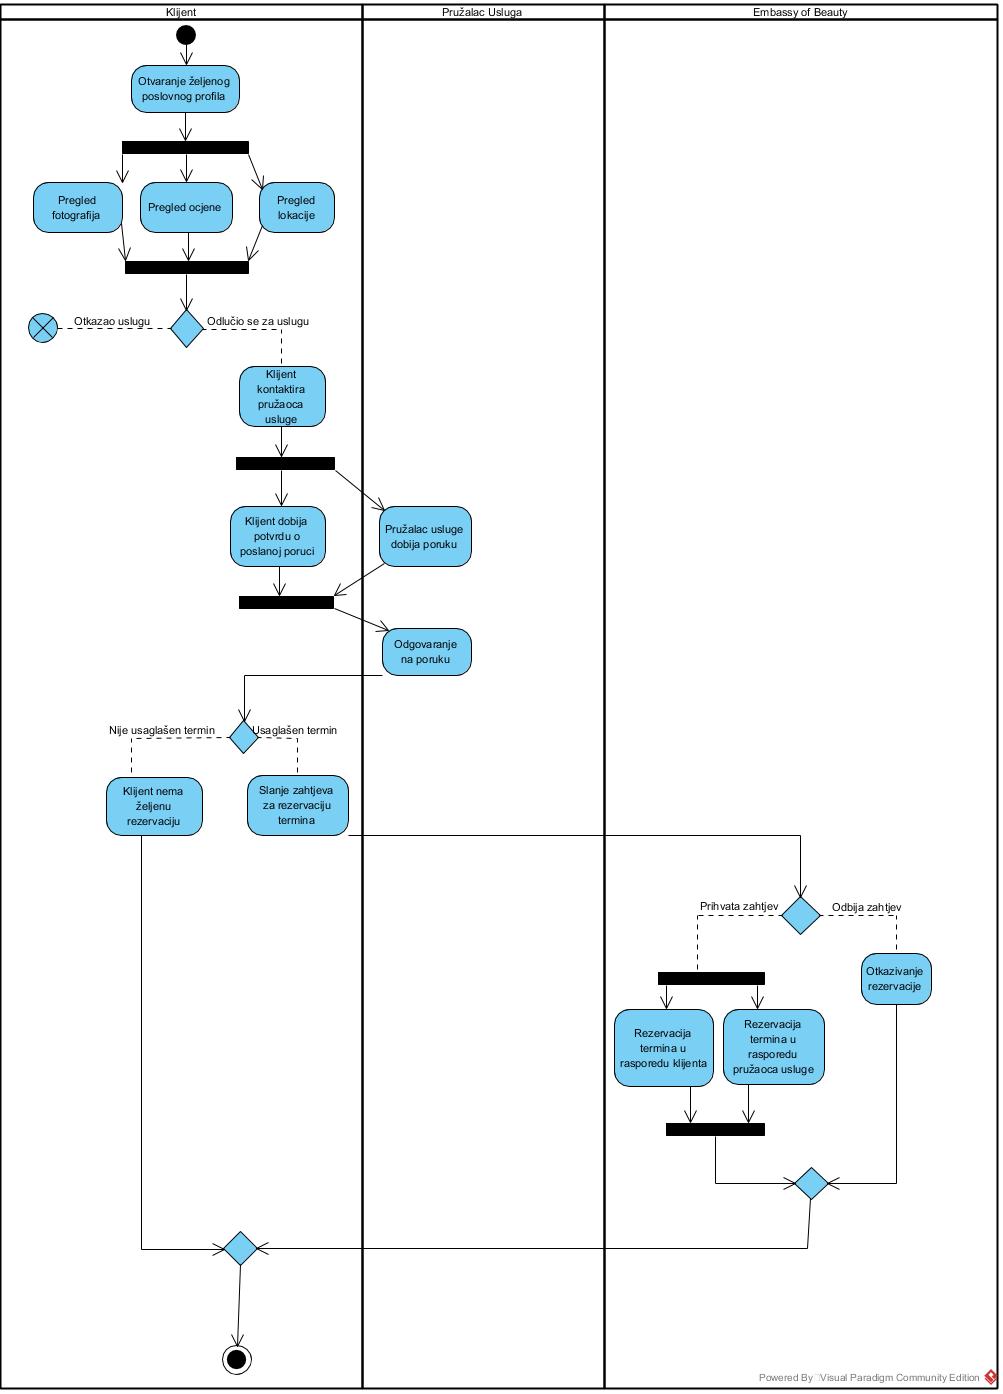 Klijent
Pružalac Usluga
Embassy of Beauty
Otvaranje željenog
poslovnog profila
Pregled
fotografija
Pregled ocjene
Pregled
lokacije
Otkazao uslugu
Odlučio se za uslugu
Klijent
kontaktira
pružaoca
usluge
Klijent dobija
potvrdu o
poslanoj poruci
Pružalac usluge
dobija poruku
Odgovaranje
na poruku
Nije usaglašen termin
Usaglašen termin
Klijent nema
željenu
rezervaciju
Slanje zahtjeva
za rezervaciju
termina
Prihvata zahtjev
Odbija zahtjev
Otkazivanje
rezervacije
Rezervacija
termina u
rasporedu klijenta
Rezervacija
termina u
rasporedu
pružaoca usluge
Powered By Visual Paradigm Community Edition